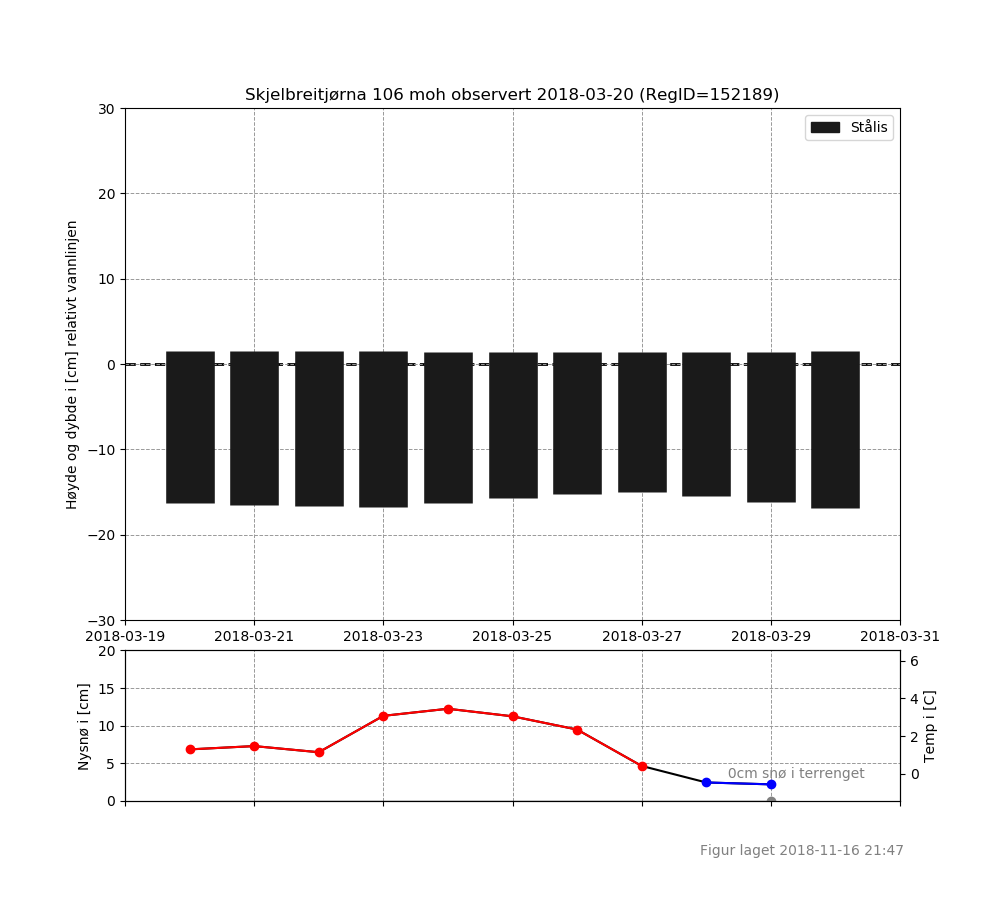 Skjelbreitjørna 106 moh observert 2018-03-20 (RegID=152189)
Stålis
Høyde og dybde i [cm] relativt vannlinjen
30
20
10
0
−10
−20
−30
2018-03-19 2018-03-21 2018-03-23 2018-03-25 2018-03-27 2018-03-29 2018-03-31
Nysnø i [cm]
20
15
10
5
0
6
4
2
0
Temp i [C]
0cm snø i terrenget
Figur laget 2018-11-16 21:47